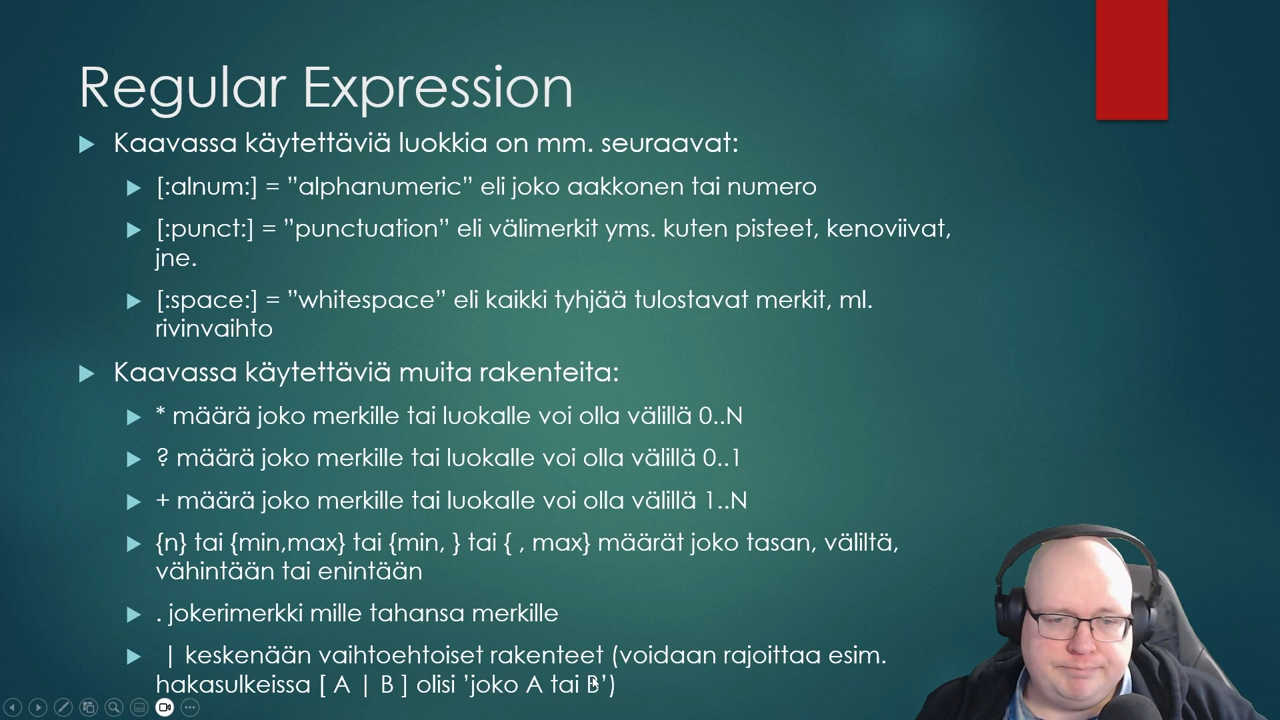 Regular Expression
Kaavassa käytettäviä luokkia on mm. seuraavat:
[:alnum:] = ”alphanumeric” eli joko aakkonen tai numero
[:punct:] = ”punctuation” eli välimerkit yms. kuten pisteet, kenoviivat,
jne.
[:space:] = ”whitespace” eli kaikki tyhjää tulostavat merkit, ml.
rivinvaihto
Kaavassa käytettäviä muita rakenteita:
* määrä joko merkille tai luokalle voi olla välillä 0..N
? määrä joko merkille tai luokalle voi olla välillä 0..1
+ määrä joko merkille tai luokalle voi olla välillä 1..N
{n} tai {min,max} tai {min, } tai { , max} määrät joko tasan, väliltä,
vähintään tai enintään
. jokerimerkki mille tahansa merkille
| keskenään vaihtoehtoiset rakenteet (voidaan rajoittaa esim.
hakasulkeissa [ A | B ] olisi ’joko A tai B’)